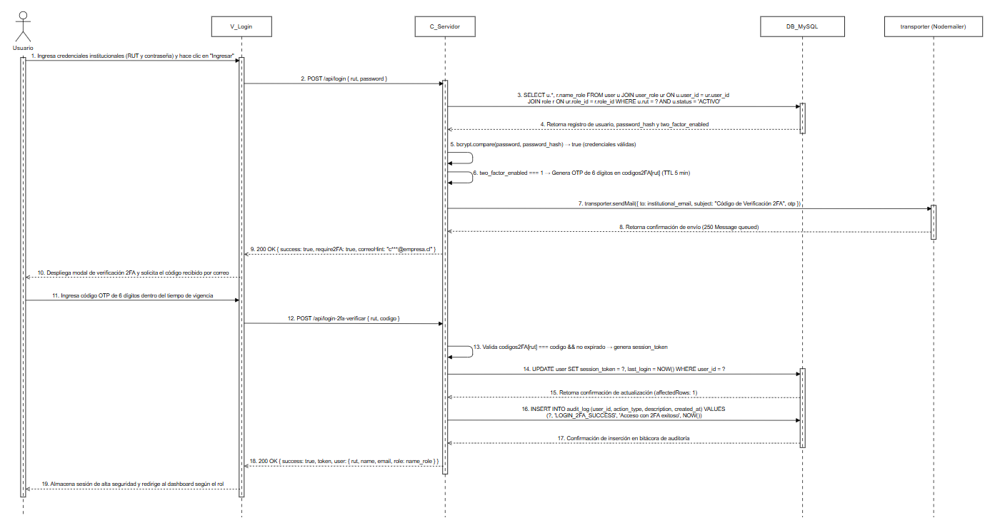 V_Login
C_Servidor
DB_MySQL
transporter (Nodemailer)
Usuario
1. Ingresa credenciales institucionales (RUT y contraseña) y hace clic en "Ingresar"
2. POST /api/login { rut, password }
3. SELECT u.*, r.name_role FROM user u JOIN user_role ur ON u.user_id = ur.user_id
JOIN role r ON ur.role_id = r.role_id WHERE u.rut = ? AND u.status = 'ACTIVO'
4. Retorna registro de usuario, password_hash y two_factor_enabled
5. bcrypt.compare(password, password_hash) → true (credenciales válidas)
6. two_factor_enabled === 1 → Genera OTP de 6 dígitos en codigos2FA[rut] (TTL 5 min)
7. transporter.sendMail({ to: institutional_email, subject: "Código de Verificación 2FA", otp })
8. Retorna confirmación de envío (250 Message queued)
9. 200 OK { success: true, require2FA: true, correoHint: "c***@empresa.cl" }
10. Despliega modal de verificación 2FA y solicita el código recibido por correo
11. Ingresa código OTP de 6 dígitos dentro del tiempo de vigencia
12. POST /api/login-2fa-verificar { rut, codigo }
13. Valida codigos2FA[rut] === codigo && no expirado → genera session_token
14. UPDATE user SET session_token = ?, last_login = NOW() WHERE user_id = ?
15. Retorna confirmación de actualización (affectedRows: 1)
16. INSERT INTO audit_log (user_id, action_type, description, created_at) VALUES
(?, 'LOGIN_2FA_SUCCESS', 'Acceso con 2FA exitoso', NOW())
17. Confirmación de inserción en bitácora de auditoría
18. 200 OK { success: true, token, user: { rut, name, email, role: name_role } }
19. Almacena sesión de alta seguridad y redirige al dashboard según el rol